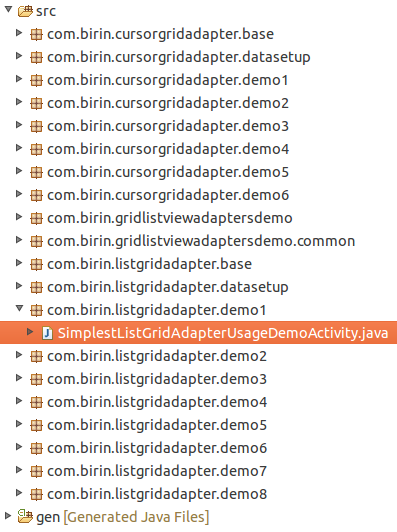 src
com.birin.cursorgridadapter.base
com.birin.cursorgridadapter.datasetup
com.birin.cursorgridadapter.demo1
com.birin.cursorgridadapter.demo2
com.birin.cursorgridadapter.demo3
com.birin.cursorgridadapter.demo4
com.birin.cursorgridadapter.demo5
com.birin.cursorgridadapter.demo6
com.birin.gridlistviewadaptersdemo
com.birin.gridlistviewadaptersdemo.common
com.birin.listgridadapter.base
com.birin.listgridadapter.datasetup
com.birin.listgridadapter.demo1
SimplestListGridAdapterUsageDemoActivity.java
com.birin.listgridadapter.demo2
com.birin.listgridadapter.demo3
com.birin.listgridadapter.demo4
com.birin.listgridadapter.demo5
com.birin.listgridadapter.demo6
com.birin.listgridadapter.demo7
com.birin.listgridadapter.demo8
gen [Generated Java Files]